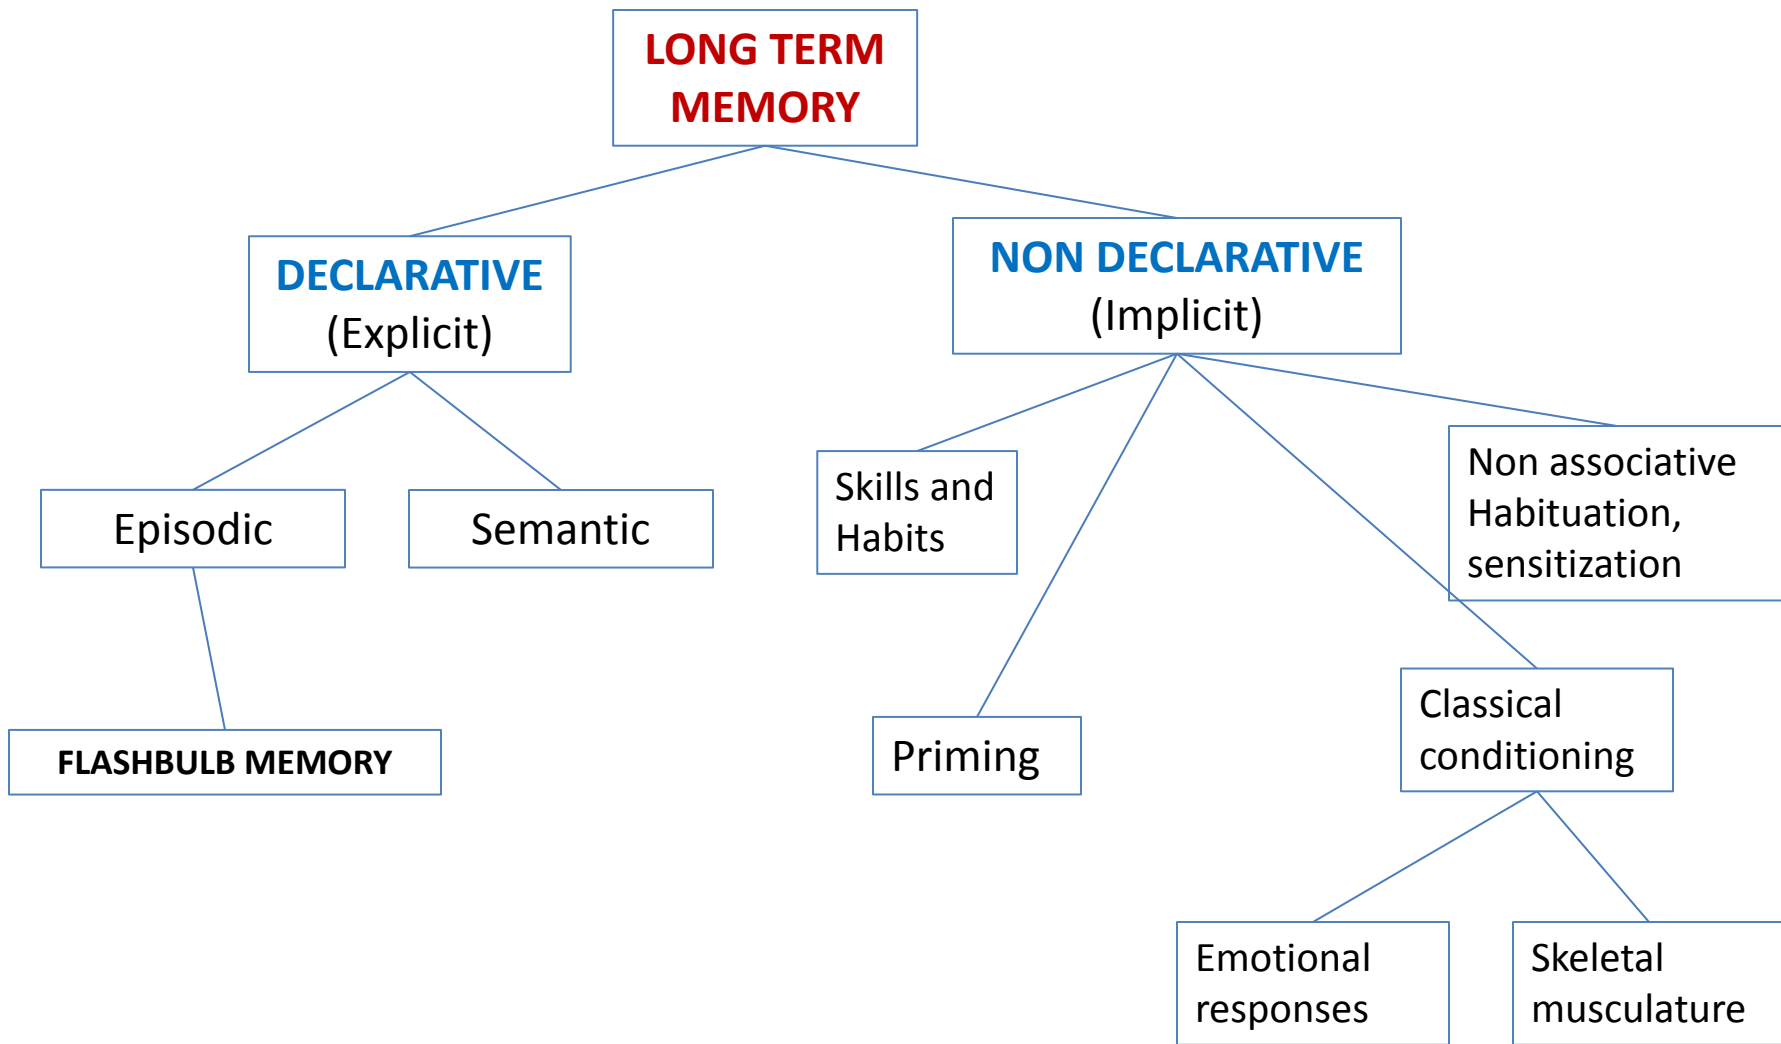 LONG TERM
MEMORY
DECLARATIVE
(Explicit)
NON DECLARATIVE
(Implicit)
Episodic
Semantic
Skills and
Habits
Non associative
Habituation,
sensitization
FLASHBULB MEMORY
Priming
Classical
conditioning
Emotional
responses
Skeletal
musculature